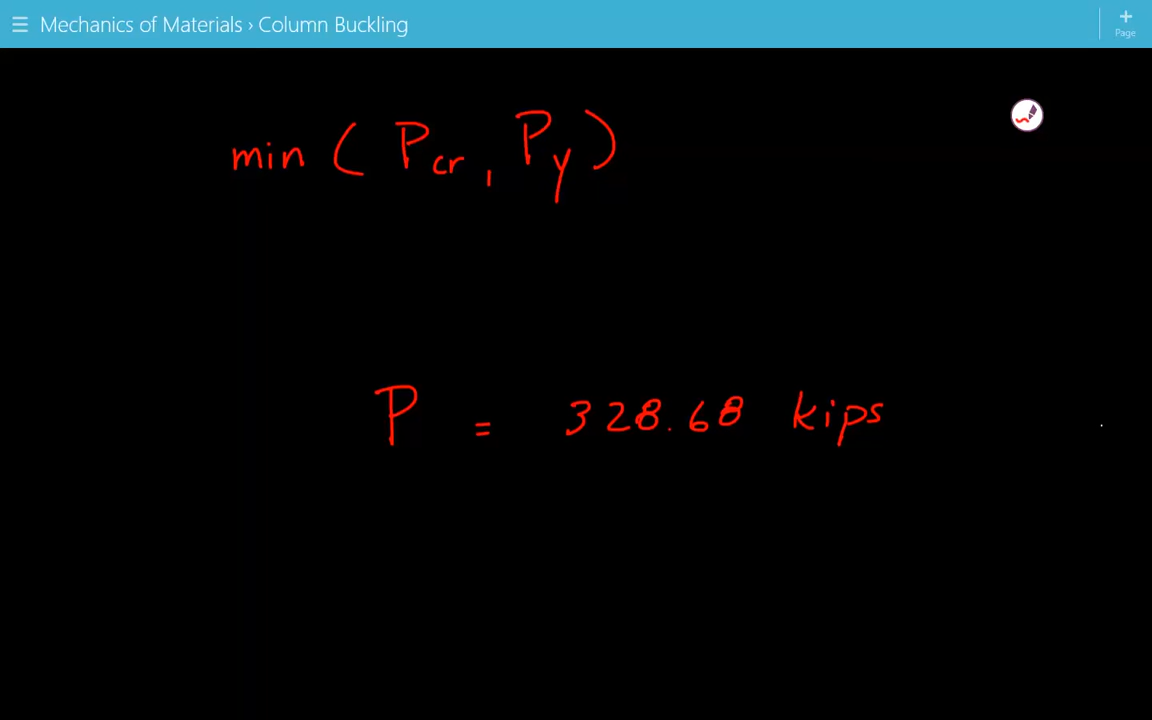 Mechanics of Materials › Column Buckling
Page
min ( Pcr , Py )
P = 328.68 kips